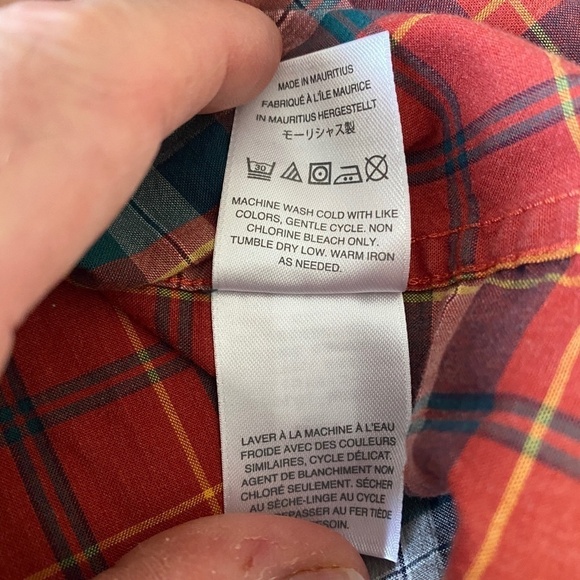 MADE IN MAURITIUS
FABRIQUÉ À L'ÎLE MAURICE
IN MAURITIUS HERGESTELLT
モーリシャス製
30
MACHINE WASH COLD WITH LIKE
COLORS, GENTLE CYCLE. NON
CHLORINE BLEACH ONLY.
TUMBLE DRY LOW. WARM IRON
AS NEEDED.
LAVER À LA MACHINE À L'EAU
FROIDE AVEC DES COULEURS
SIMILAIRES, CYCLE DÉLICAT.
AGENT DE BLANCHIMENT NON
CHLORÉ SEULEMENT. SÉCHER
AU SÈCHE-LINGE AU CYCLE
AU FER TIÈDE
BESOIN.